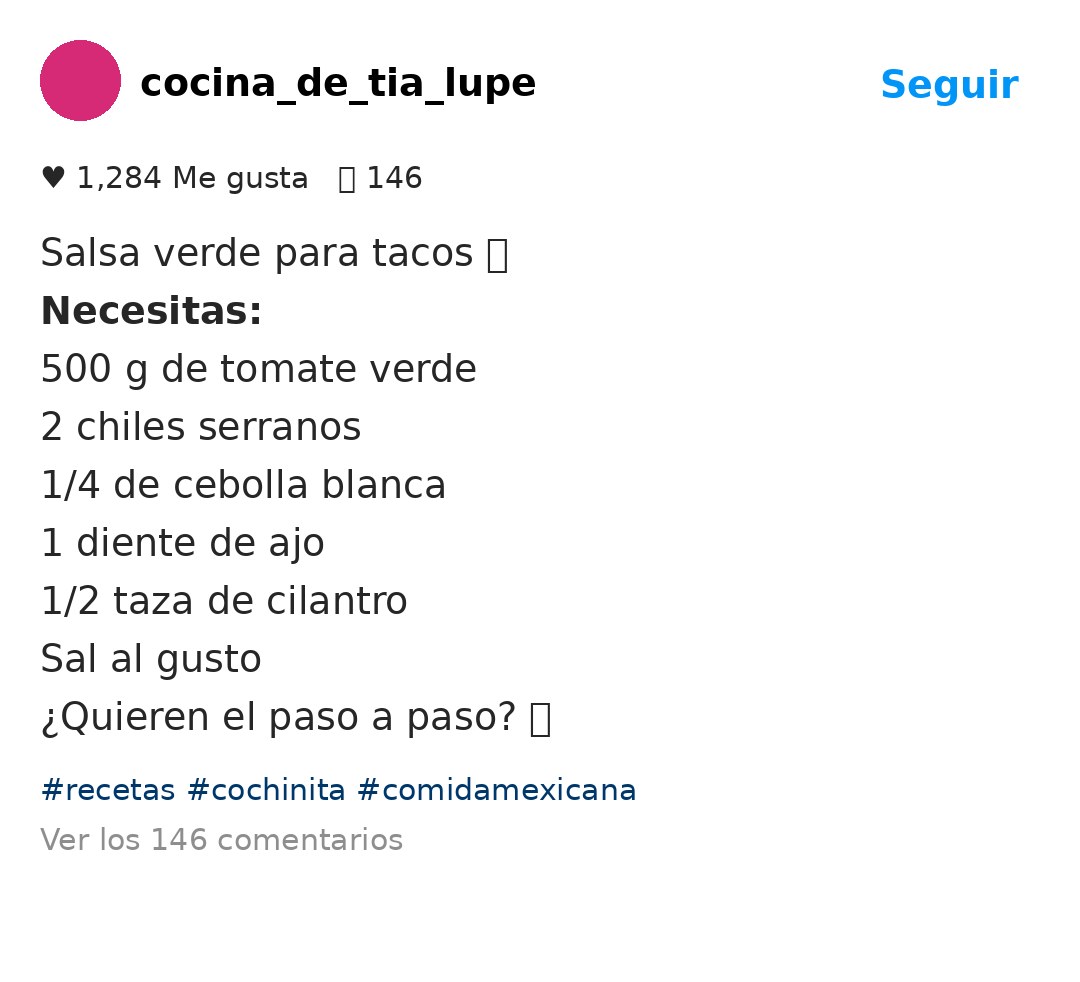 cocina_de_tia_lupe
Seguir
♥ 1,284 Me gusta 146
Salsa verde para tacos
Necesitas:
500 g de tomate verde
2 chiles serranos
1/4 de cebolla blanca
1 diente de ajo
1/2 taza de cilantro
Sal al gusto
¿Quieren el paso a paso?
#recetas #cochinita #comidamexicana
Ver los 146 comentarios